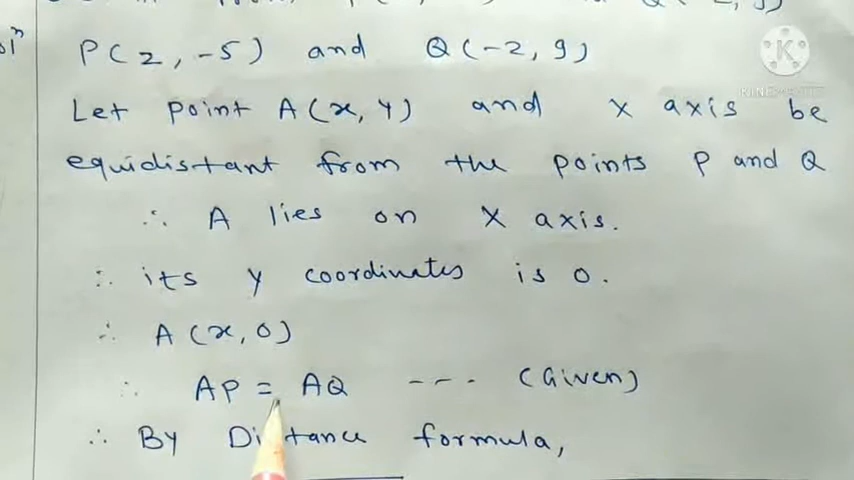 P(2, -5) and Q(-2, 9)
Let point A(x, y) and X axis be
equidistant from the points P and Q
∴ A lies on X axis.
∴ its y coordinates is 0.
∴ A (x, 0)
∴ AP = AQ ---- (Given)
∴ By Distance formula,